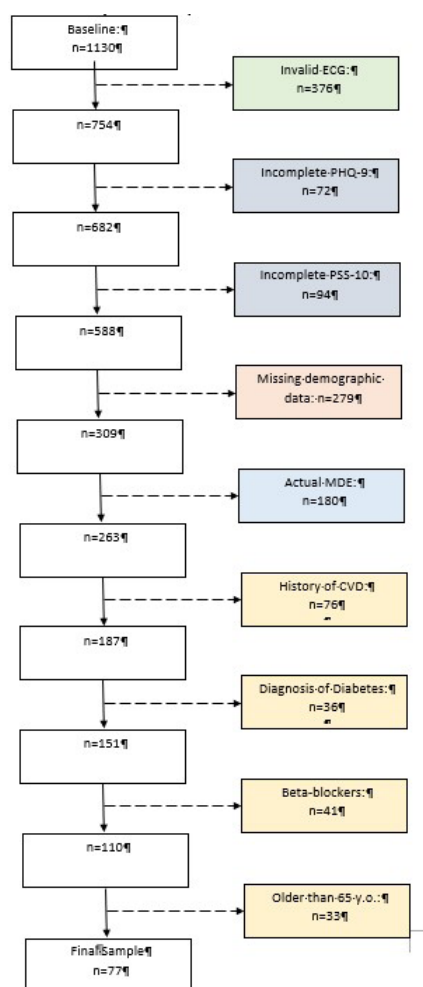 Baseline:¶
n=1130¶
Invalid·ECG:¶
n=376¶
n=754¶
Incomplete·PHQ-9:¶
n=72¶
n=682¶
Incomplete·PSS-10:¶
n=94¶
n=588¶
Missing·demographic·
data:·n=279¶
n=309¶
Actual·MDE:¶
n=180¶
n=263¶
History·of·CVD:¶
n=76¶
¶
n=187¶
Diagnosis·of·Diabetes:¶
n=36¶
¶
n=151¶
Beta-blockers:¶
n=41¶
n=110¶
Older·than·65·y.o.:¶
n=33¶
Final·Sample¶
n=77¶